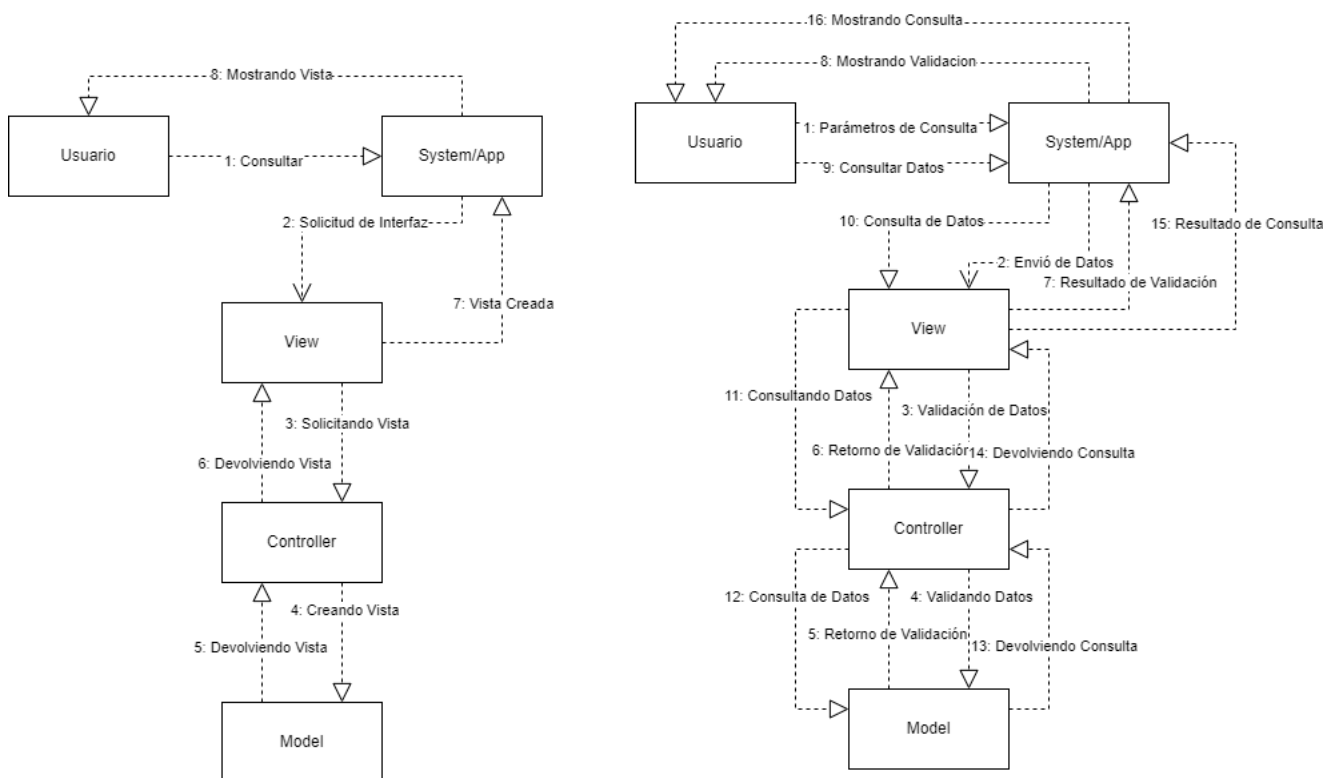 16: Mostrando Consulta
8: Mostrando Vista
8: Mostrando Validacion
Usuario
System/App
1: Consultar
Usuario
System/App
1: Parámetros de Consulta
9: Consultar Datos
2: Solicitud de Interfaz
10: Consulta de Datos
15: Resultado de Consulta
2: Envió de Datos
7: Resultado de Validación
7: Vista Creada
View
View
3: Solicitando Vista
11: Consultando Datos
3: Validación de Datos
6: Devolviendo Vista
6: Retorno de Validación
14: Devolviendo Consulta
Controller
Controller
4: Creando Vista
12: Consulta de Datos
4: Validando Datos
5: Devolviendo Vista
5: Retorno de Validación
13: Devolviendo Consulta
Model
Model